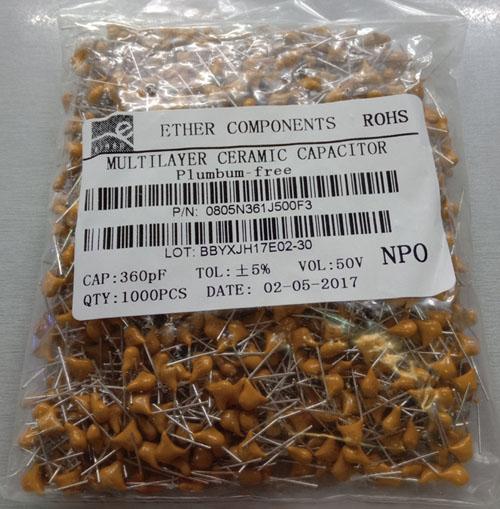 ETHER COMPONENTS ROHS
MULTILAYER CERAMIC CAPACITOR
Plumbum-free
P/N: 0805N361J500F3
LOT: BBYXJH17E02-30
CAP:360pF TOL:±5% VOL:50V NPO
QTY:1000PCS DATE: 02-05-2017